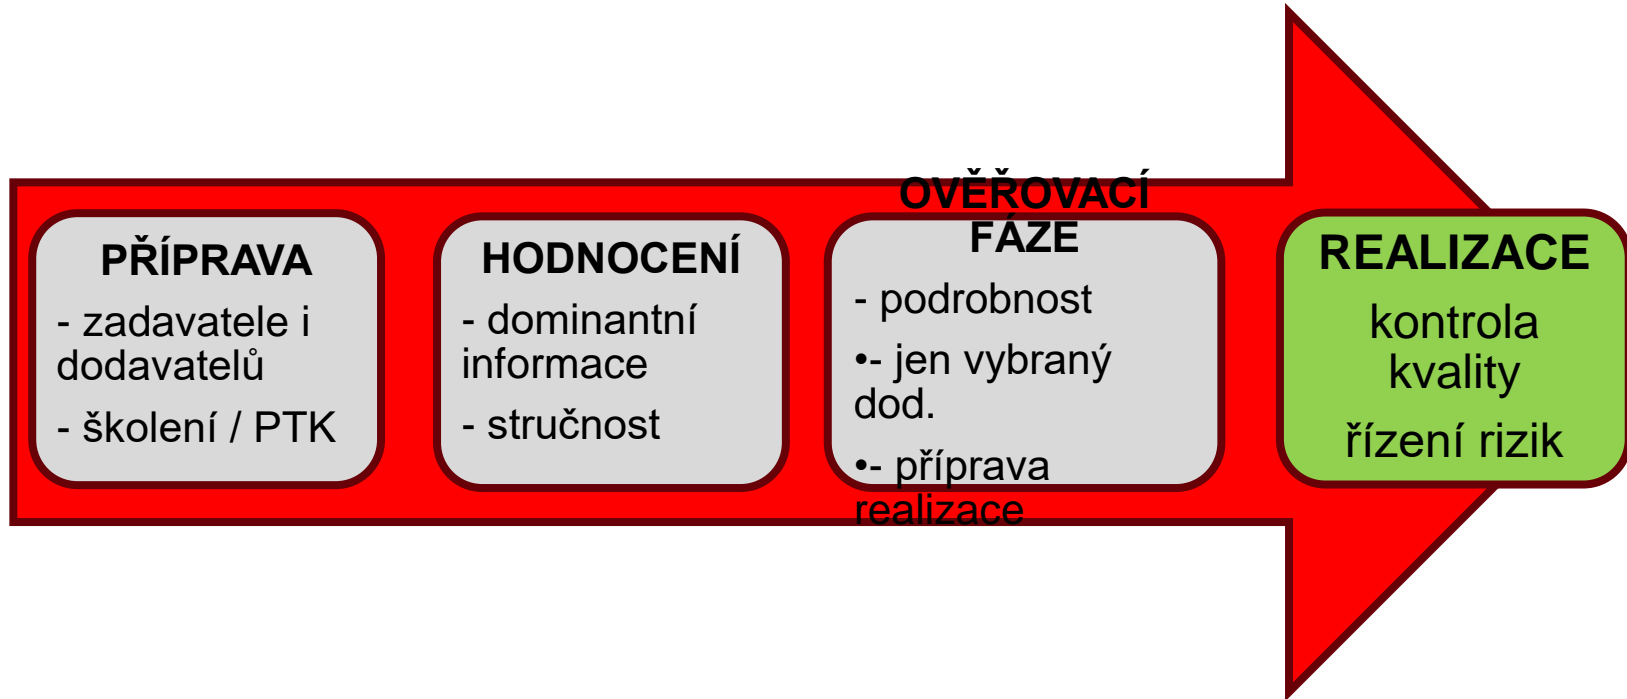 PŘÍPRAVA
- zadavatele i
dodavatelů
- školení / PTK
HODNOCENÍ
- dominantní
informace
- stručnost
OVĚŘOVACÍ
FÁZE
- podrobnost
•- jen vybraný
dod.
•- příprava
realizace
REALIZACE
kontrola
kvality
řízení rizik